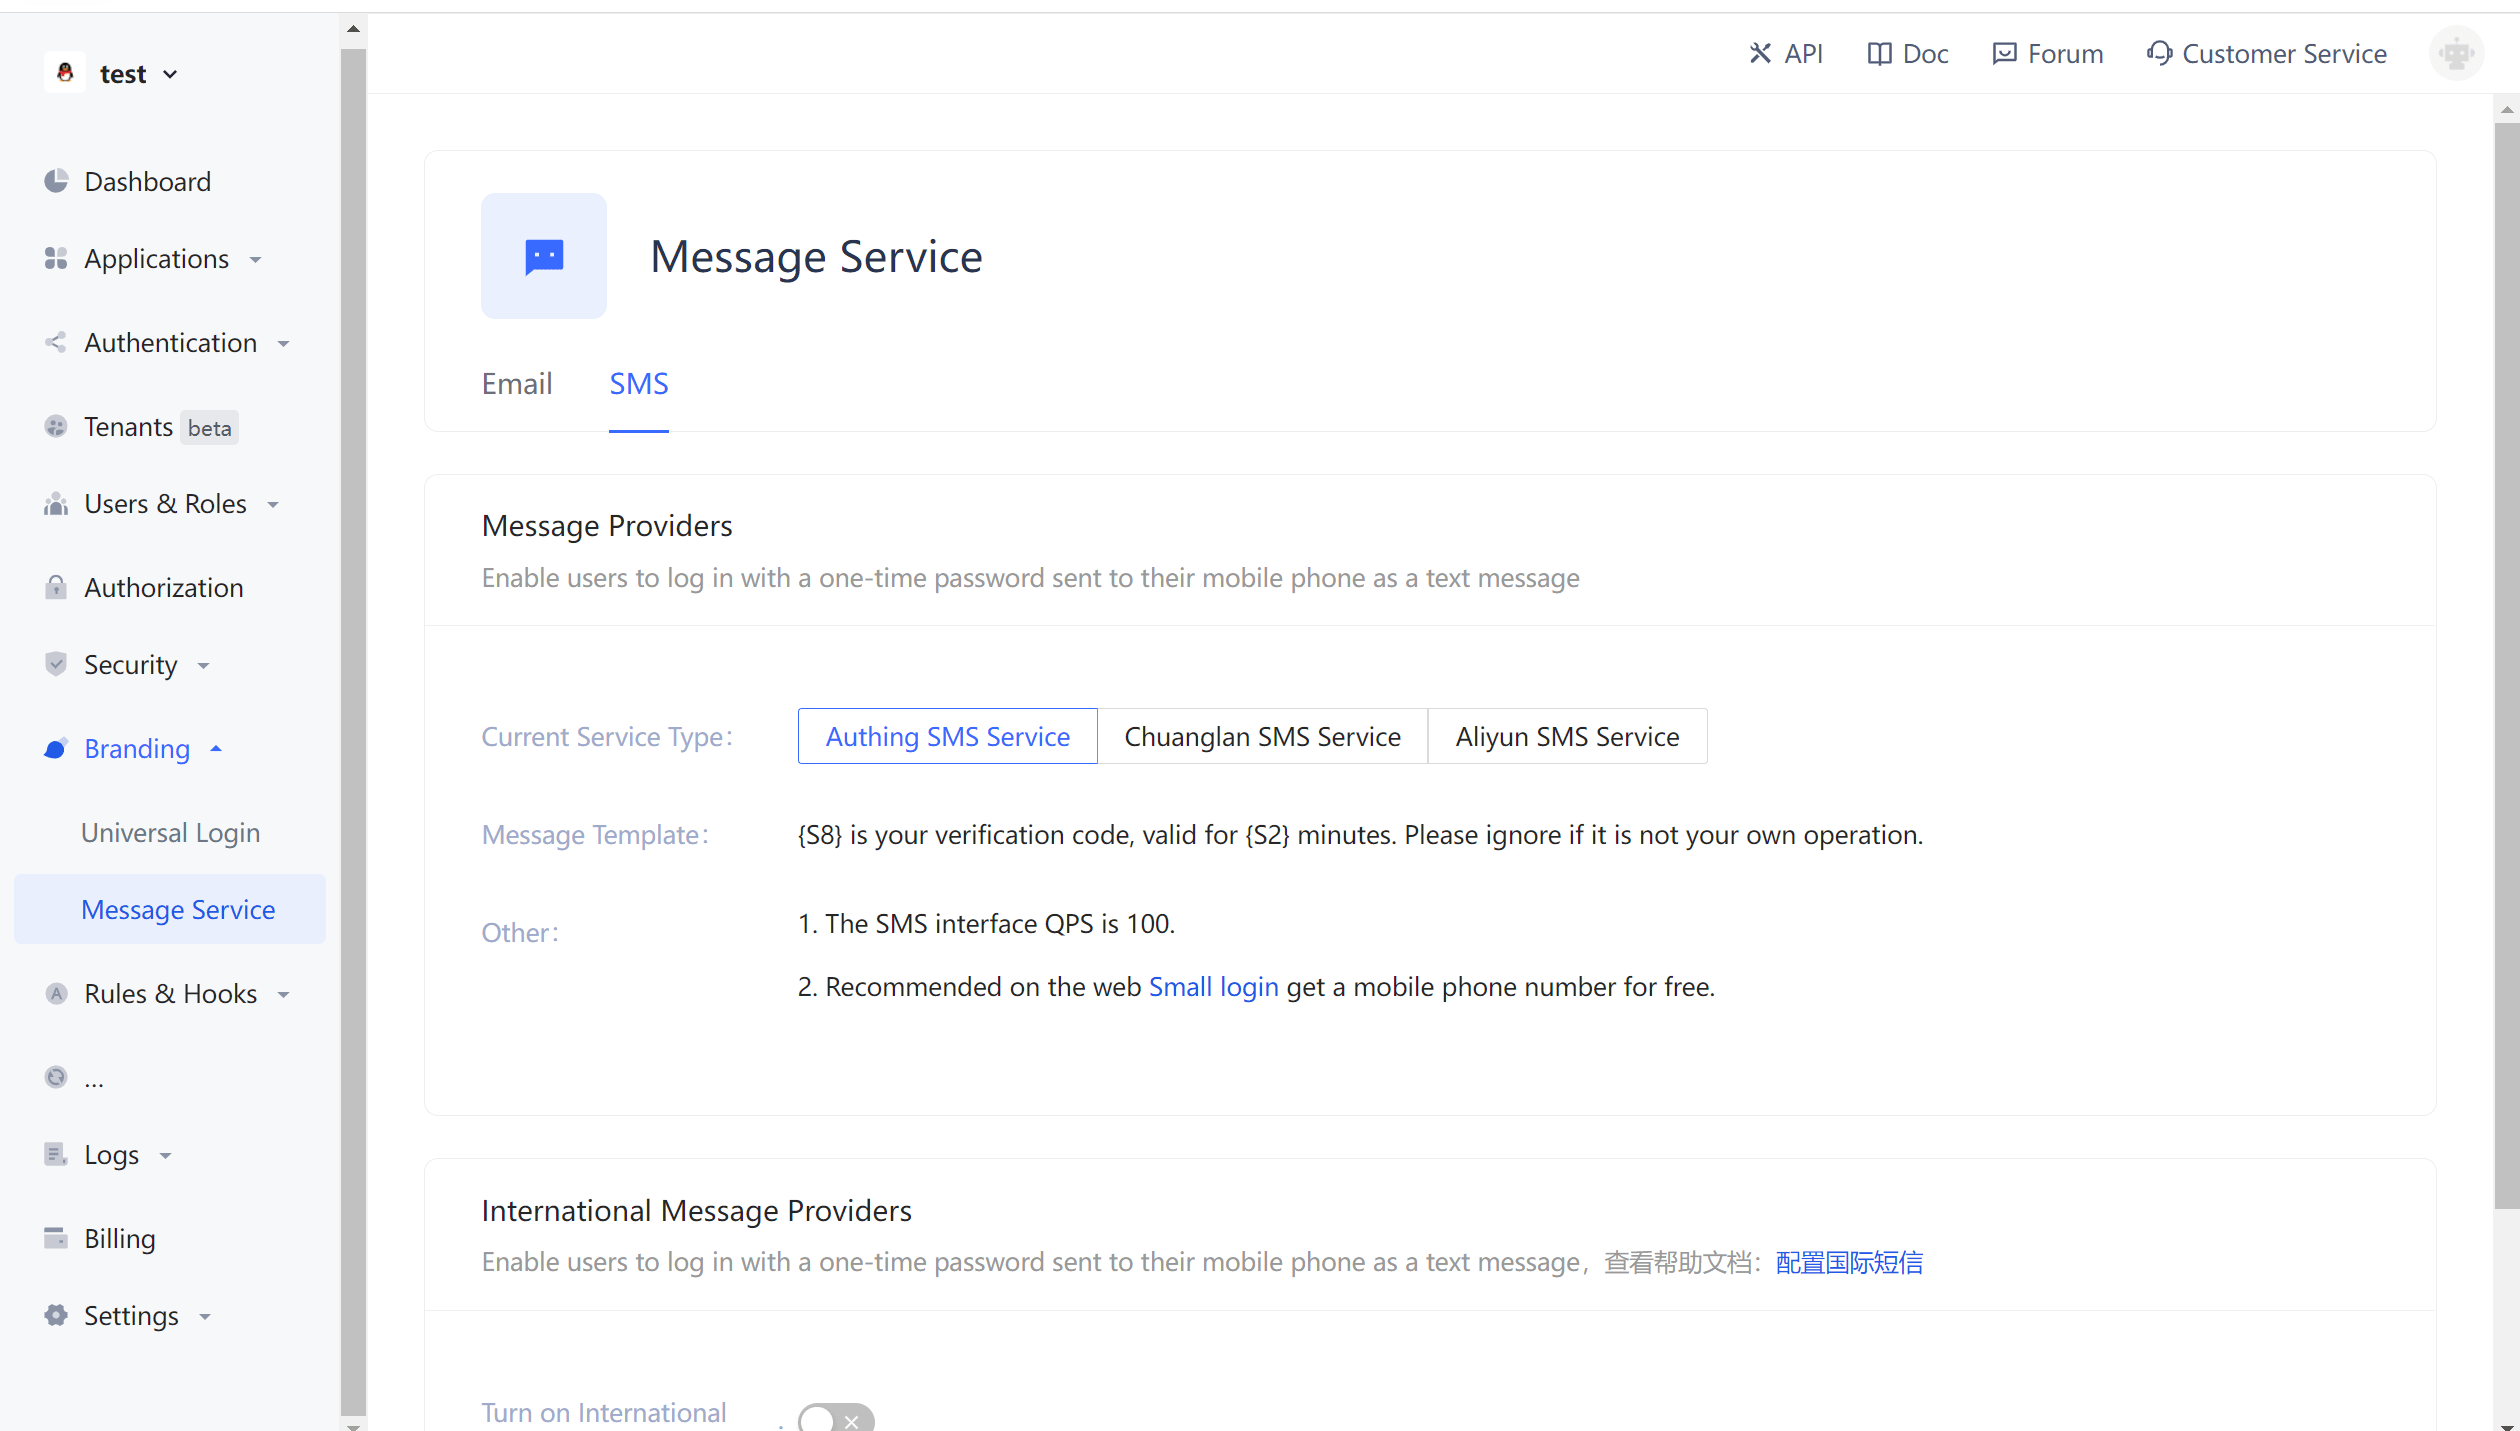 test
API
Doc
Forum
Customer Service
Dashboard
Applications
Authentication
Tenants beta
Users & Roles
Authorization
Security
Branding
Universal Login
Message Service
Rules & Hooks
...
Logs
Billing
Settings
Message Service
Email
SMS
Message Providers
Enable users to log in with a one-time password sent to their mobile phone as a text message
Current Service Type：
Authing SMS Service
Chuanglan SMS Service
Aliyun SMS Service
Message Template：
{S8} is your verification code, valid for {S2} minutes. Please ignore if it is not your own operation.
Other：
1. The SMS interface QPS is 100.
2. Recommended on the web Small login get a mobile phone number for free.
International Message Providers
Enable users to log in with a one-time password sent to their mobile phone as a text message，查看帮助文档：配置国际短信
Turn on International